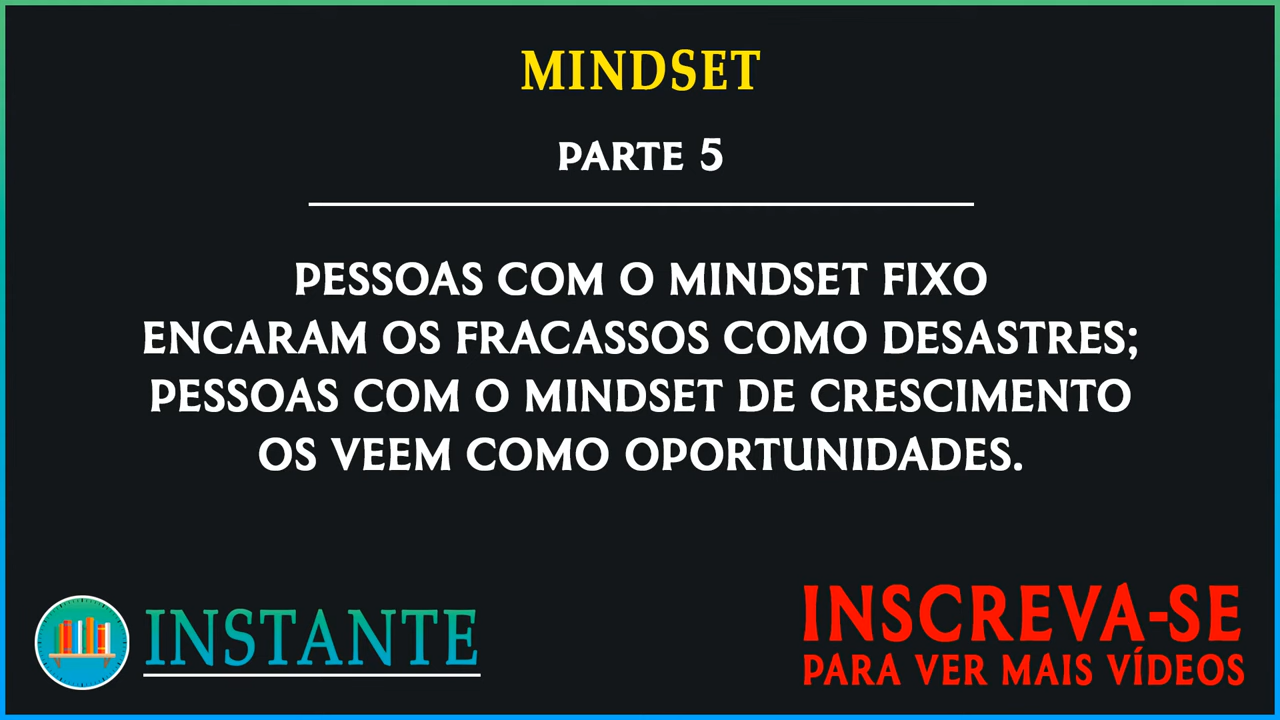 MINDSET
PARTE 5
PESSOAS COM O MINDSET FIXO
ENCARAM OS FRACASSOS COMO DESASTRES;
PESSOAS COM O MINDSET DE CRESCIMENTO
OS VEEM COMO OPORTUNIDADES.
INSTANTE
INSCREVA-SE
PARA VER MAIS VÍDEOS